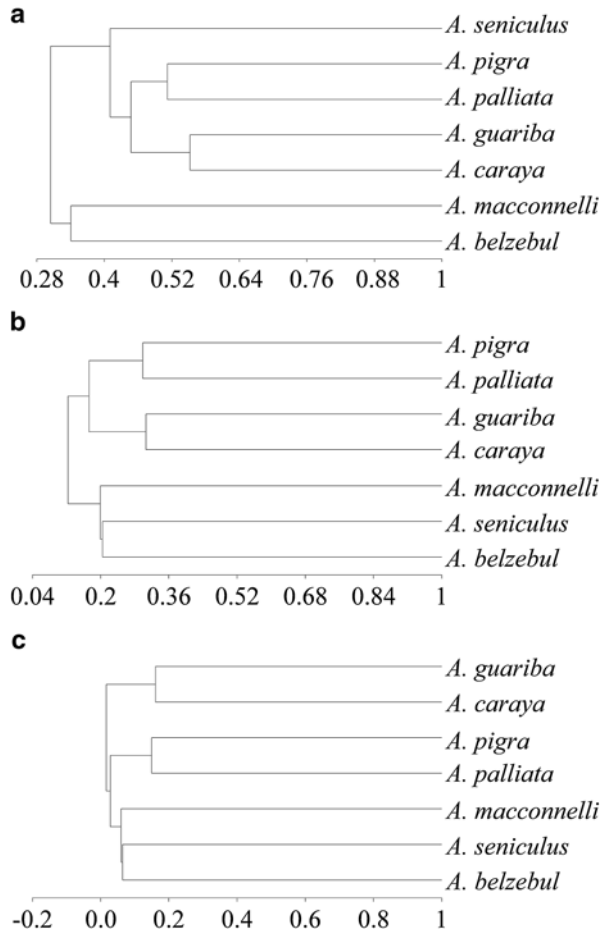 a
A. seniculus
A. pigra
A. palliata
A. guariba
A. caraya
A. macconnelli
A. belzebul
0.28 0.4 0.52 0.64 0.76 0.88 1
b
A. pigra
A. palliata
A. guariba
A. caraya
A. macconnelli
A. seniculus
A. belzebul
0.04 0.2 0.36 0.52 0.68 0.84 1
c
A. guariba
A. caraya
A. pigra
A. palliata
A. macconnelli
A. seniculus
A. belzebul
-0.2 0.0 0.2 0.4 0.6 0.8 1